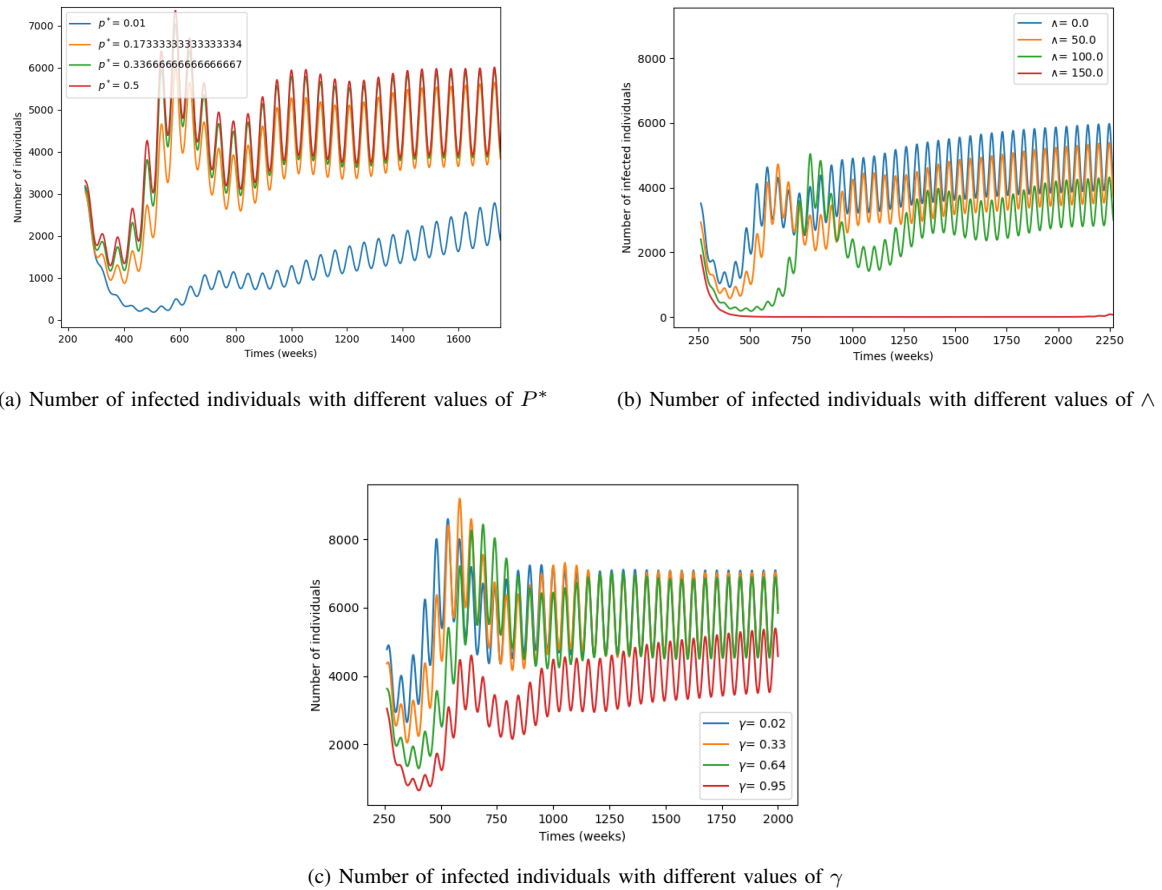 7000
6000
5000
4000
3000
2000
1000
0
Number of individuals
p* = 0.01
p* = 0.17333333333333334
p* = 0.33666666666666667
p* = 0.5
200 400 600 800 1000 1200 1400 1600
Times (weeks)
(a) Number of infected individuals with different values of P*
8000
6000
4000
2000
0
Number of infected individuals
∧= 0.0
∧= 50.0
∧= 100.0
∧= 150.0
250 500 750 1000 1250 1500 1750 2000 2250
Times (weeks)
(b) Number of infected individuals with different values of ∧
8000
6000
4000
2000
Number of individuals
γ= 0.02
γ= 0.33
γ= 0.64
γ= 0.95
250 500 750 1000 1250 1500 1750 2000
Times (weeks)
(c) Number of infected individuals with different values of γ